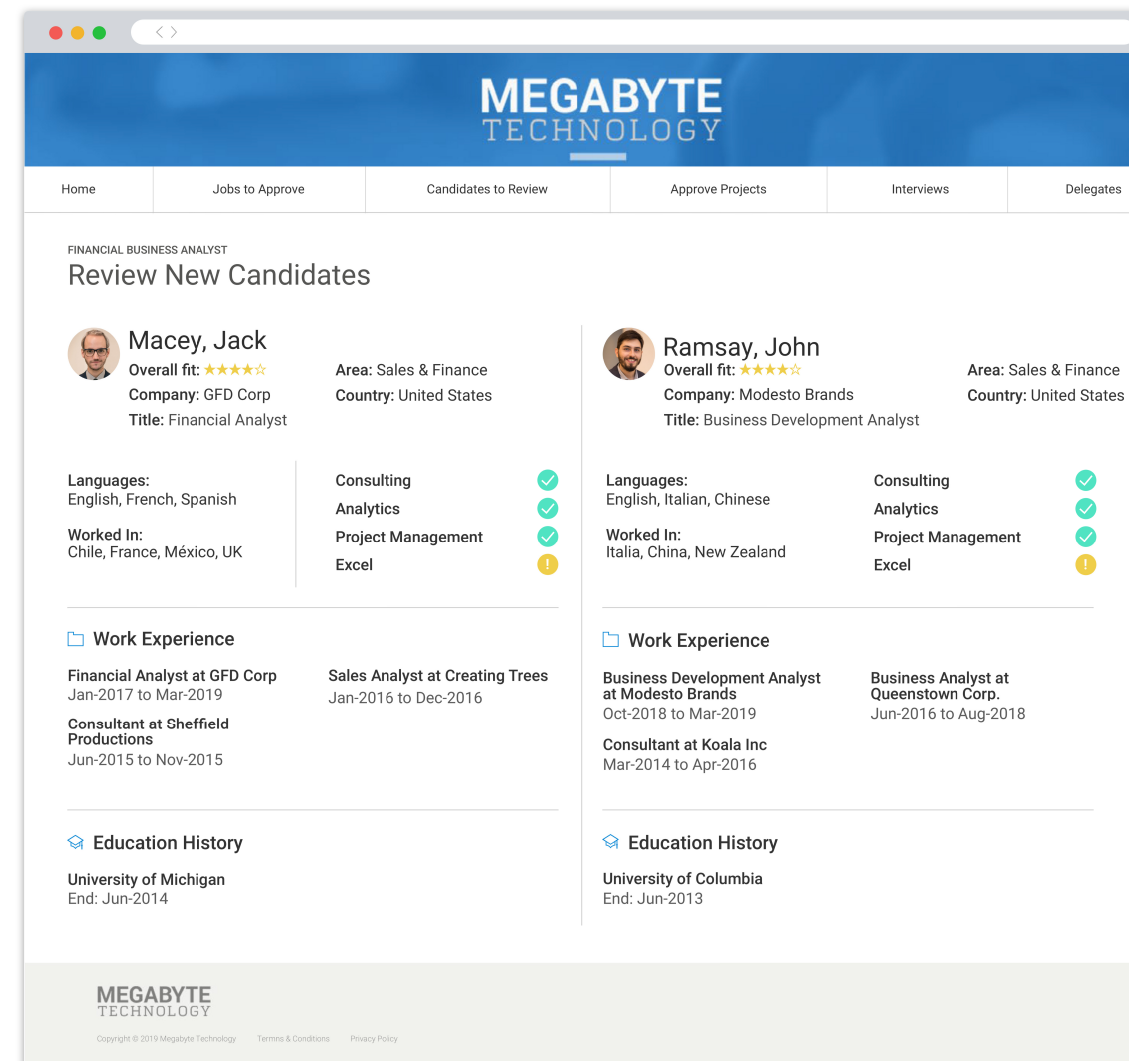 MEGABYTE
TECHNOLOGY
Home
Jobs to Approve
Candidates to Review
Approve Projects
Interviews
Delegates
FINANCIAL BUSINESS ANALYST
Review New Candidates
Macey, Jack
Overall fit: ★★★★☆
Company: GFD Corp
Title: Financial Analyst
Area: Sales & Finance
Country: United States
Languages:
English, French, Spanish
Worked In:
Chile, France, México, UK
Consulting
Analytics
Project Management
Excel
Work Experience
Financial Analyst at GFD Corp
Jan-2017 to Mar-2019
Sales Analyst at Creating Trees
Jan-2016 to Dec-2016
Consultant at Sheffield
Productions
Jun-2015 to Nov-2015
Education History
University of Michigan
End: Jun-2014
Ramsay, John
Overall fit: ★★★★☆
Company: Modesto Brands
Title: Business Development Analyst
Area: Sales & Finance
Country: United States
Languages:
English, Italian, Chinese
Worked In:
Italia, China, New Zealand
Consulting
Analytics
Project Management
Excel
Work Experience
Business Development Analyst
at Modesto Brands
Oct-2018 to Mar-2019
Business Analyst at
Queenstown Corp.
Jun-2016 to Aug-2018
Consultant at Koala Inc
Mar-2014 to Apr-2016
Education History
University of Columbia
End: Jun-2013
MEGABYTE
TECHNOLOGY
Copyright © 2019 Megabyte Technology
Termns & Conditions
Privacy Policy